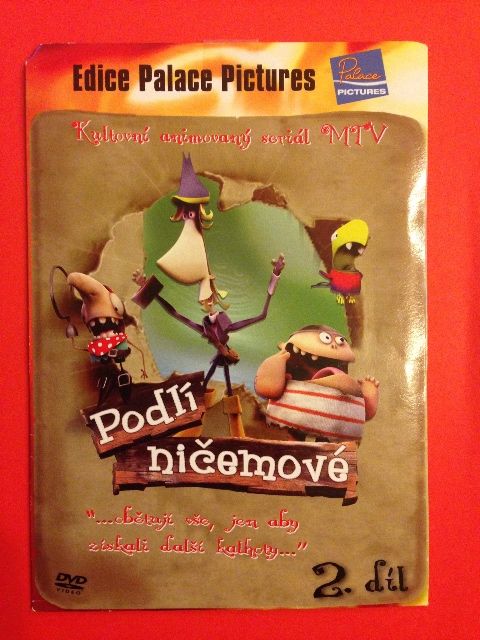 Edice Palace Pictures
Palace
PICTURES
Kultovní animovaný seriál MTV
Podlí
ničemové
"...obětují vše, jen aby
získali další kalhoty..."
DVD
VIDEO
2. díl